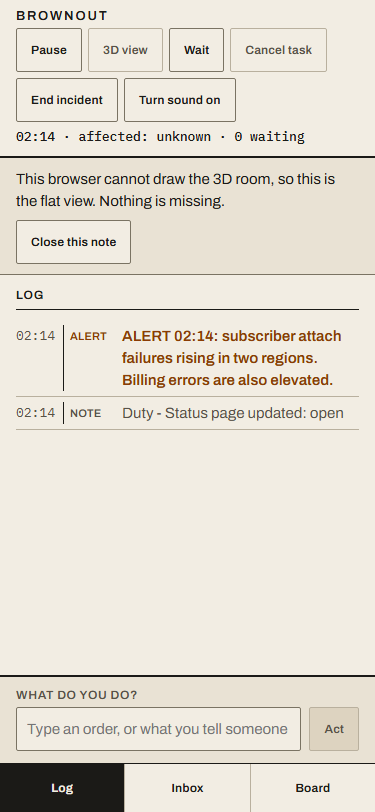 BROWNOUT
Pause 3D view Wait Cancel task
End incident Turn sound on
02:14 · affected: unknown · 0 waiting
This browser cannot draw the 3D room, so this is
the flat view. Nothing is missing.
Close this note
LOG
02:14 ALERT ALERT 02:14: subscriber attach
failures rising in two regions.
Billing errors are also elevated.
02:14 NOTE Duty - Status page updated: open
WHAT DO YOU DO?
Type an order, or what you tell someone Act
Log Inbox Board